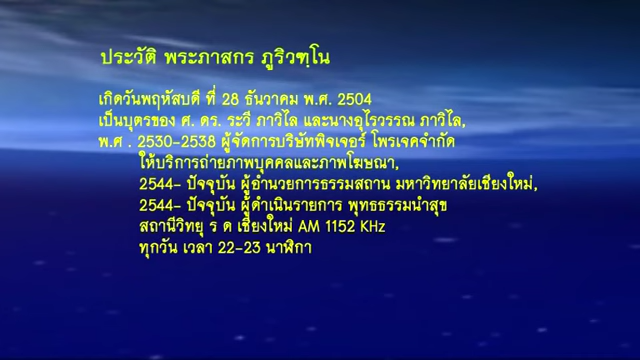 ประวัติ พระภาสกร ภูริวฑฺโน
เกิดวันพฤหัสบดี ที่ 28 ธันวาคม พ.ศ. 2504
เป็นบุตรของ ศ. ดร. ระวี ภาวิไล และนางอุไรวรรณ ภาวิไล,
พ.ศ . 2530-2538 ผู้จัดการบริษัทพิจเจอร์ โพรเจคจำกัด
ให้บริการถ่ายภาพบุคคลและภาพโฆษณา,
2544- ปัจจุบัน ผู้อำนวยการธรรมสถาน มหาวิทยาลัยเชียงใหม่,
2544- ปัจจุบัน ผู้ดำเนินรายการ พุทธธรรมนำสุข
สถานีวิทยุ ร ด เชียงใหม่ AM 1152 KHz
ทุกวัน เวลา 22-23 นาฬิกา